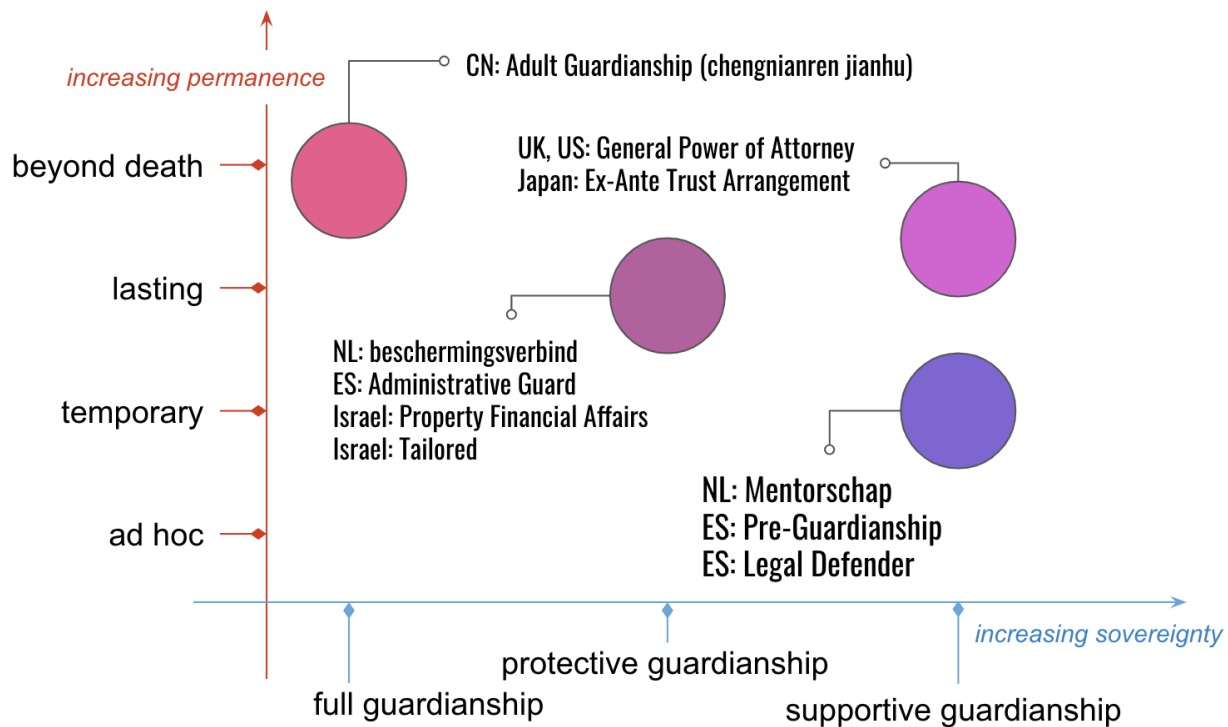 increasing permanence
CN: Adult Guardianship (chengnianren jianhu)
beyond death
UK, US: General Power of Attorney
Japan: Ex-Ante Trust Arrangement
lasting
NL: beschermingsverbind
ES: Administrative Guard
Israel: Property Financial Affairs
Israel: Tailored
temporary
NL: Mentorschap
ES: Pre-Guardianship
ES: Legal Defender
ad hoc
increasing sovereignty
protective guardianship
full guardianship
supportive guardianship